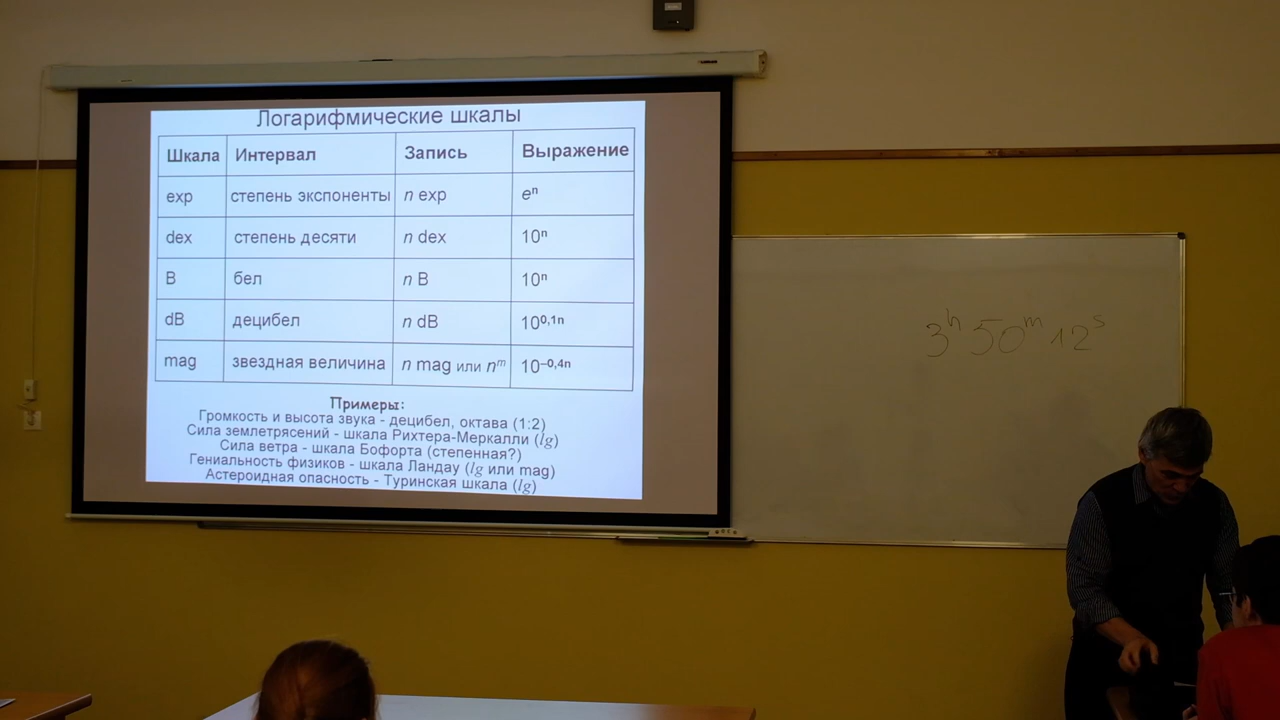 Логарифмические шкалы
Шкала Интервал Запись Выражение
exp степень экспоненты n exp eⁿ
dex степень десяти n dex 10ⁿ
B бел n B 10ⁿ
dB децибел n dB 10⁰,¹ⁿ
mag звездная величина n mag или nᵐ 10⁻⁰,⁴ⁿ
Примеры:
Громкость и высота звука - децибел, октава (1:2)
Сила землетрясений - шкала Рихтера-Меркалли (lg)
Сила ветра - шкала Бофорта (степенная?)
Гениальность физиков - шкала Ландау (lg или mag)
Астероидная опасность - Туринская шкала (lg)
3ʰ 50ᵐ 12ˢ